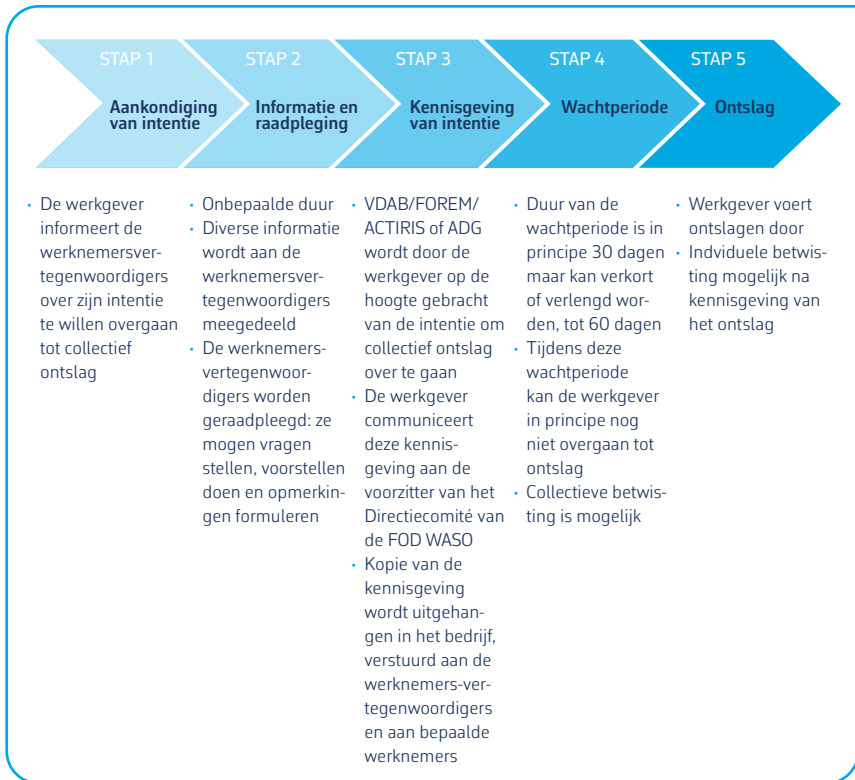 STAP 1
Aankondiging
van intentie
• De werkgever
informeert de
werknemersver-
tegenwoordigers
over zijn intentie
te willen overgaan
tot collectief
ontslag
STAP 2
Informatie en
raadpleging
• Onbepaalde duur
• Diverse informatie
wordt aan de
werknemersver-
tegenwoordigers
meegedeeld
• De werknemers-
vertegenwoor-
digers worden
geraadpleegd: ze
mogen vragen
stellen, voorstellen
doen en opmerkin-
gen formuleren
STAP 3
Kennisgeving
van intentie
• VDAB/FOREM/
ACTIRIS of ADG
wordt door de
werkgever op de
hoogte gebracht
van de intentie om
collectief ontslag
over te gaan
• De werkgever
communiceert
deze kennis-
geving aan de
voorzitter van het
Directiecomité van
de FOD WASO
• Kopie van de
kennisgeving
wordt uitgehan-
gen in het bedrijf,
verstuurd aan de
werknemers-ver-
tegenwoordigers
en aan bepaalde
werknemers
STAP 4
Wachtperiode
• Duur van de
wachtperiode is in
principe 30 dagen
maar kan verkort
of verlengd wor-
den, tot 60 dagen
• Tijdens deze
wachtperiode
kan de werkgever
in principe nog
niet overgaan tot
ontslag
• Collectieve betwis-
ting is mogelijk
STAP 5
Ontslag
• Werkgever voert
ontslagen door
• Indviduele betwis-
ting mogelijk na
kennisgeving van
het ontslag